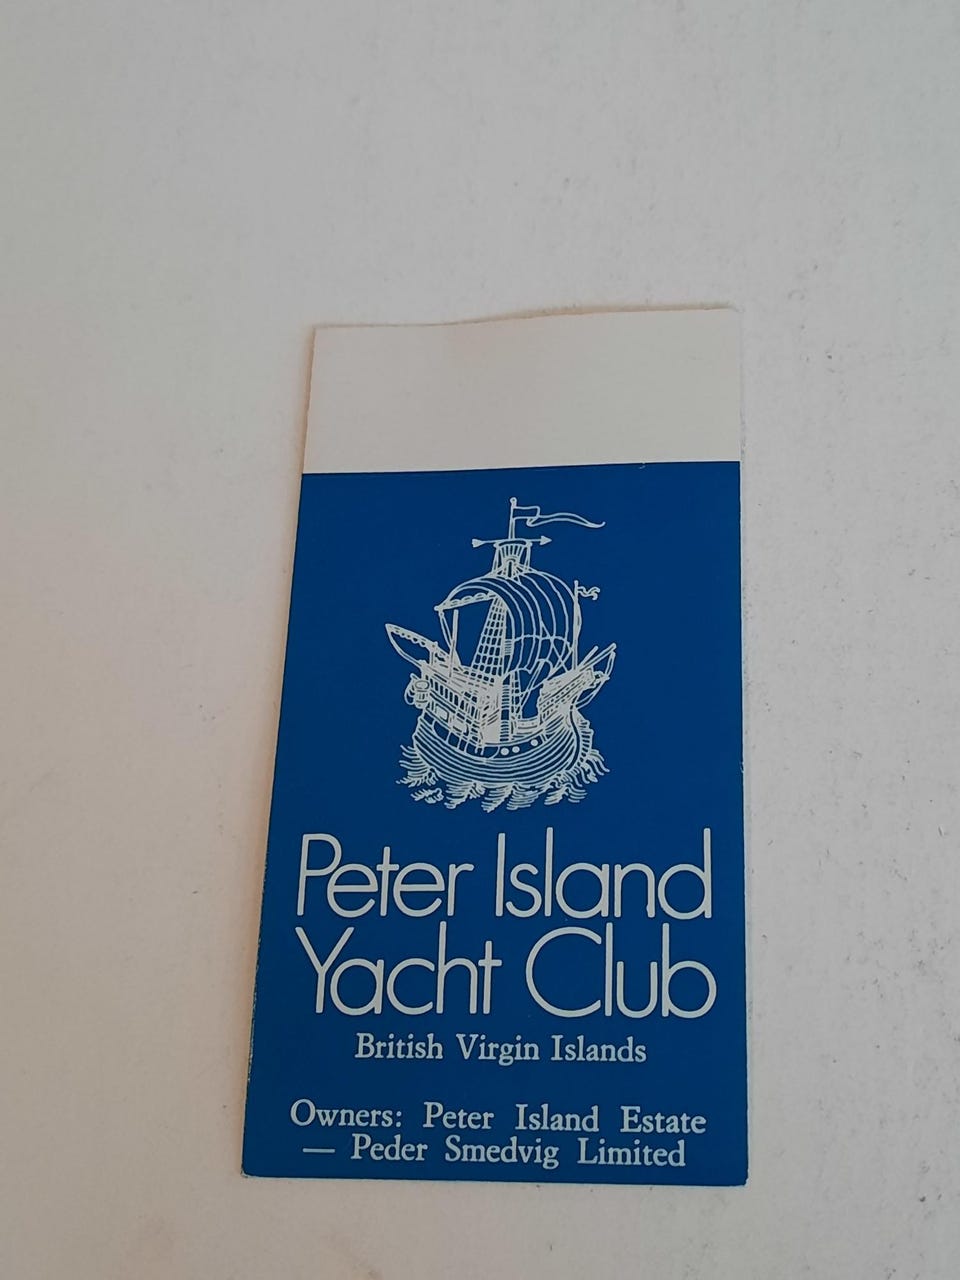 Peter Island
Yacht Club
British Virgin Islands
Owners: Peter Island Estate
— Peder Smedvig Limited